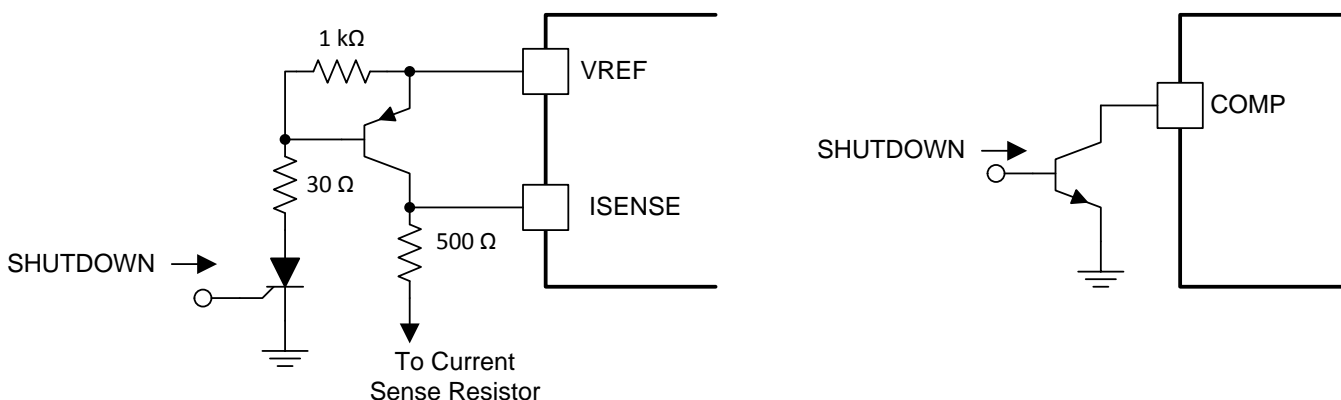 1 kΩ
VREF
30 Ω
ISENSE
500 Ω
SHUTDOWN
To Current
Sense Resistor
COMP
SHUTDOWN